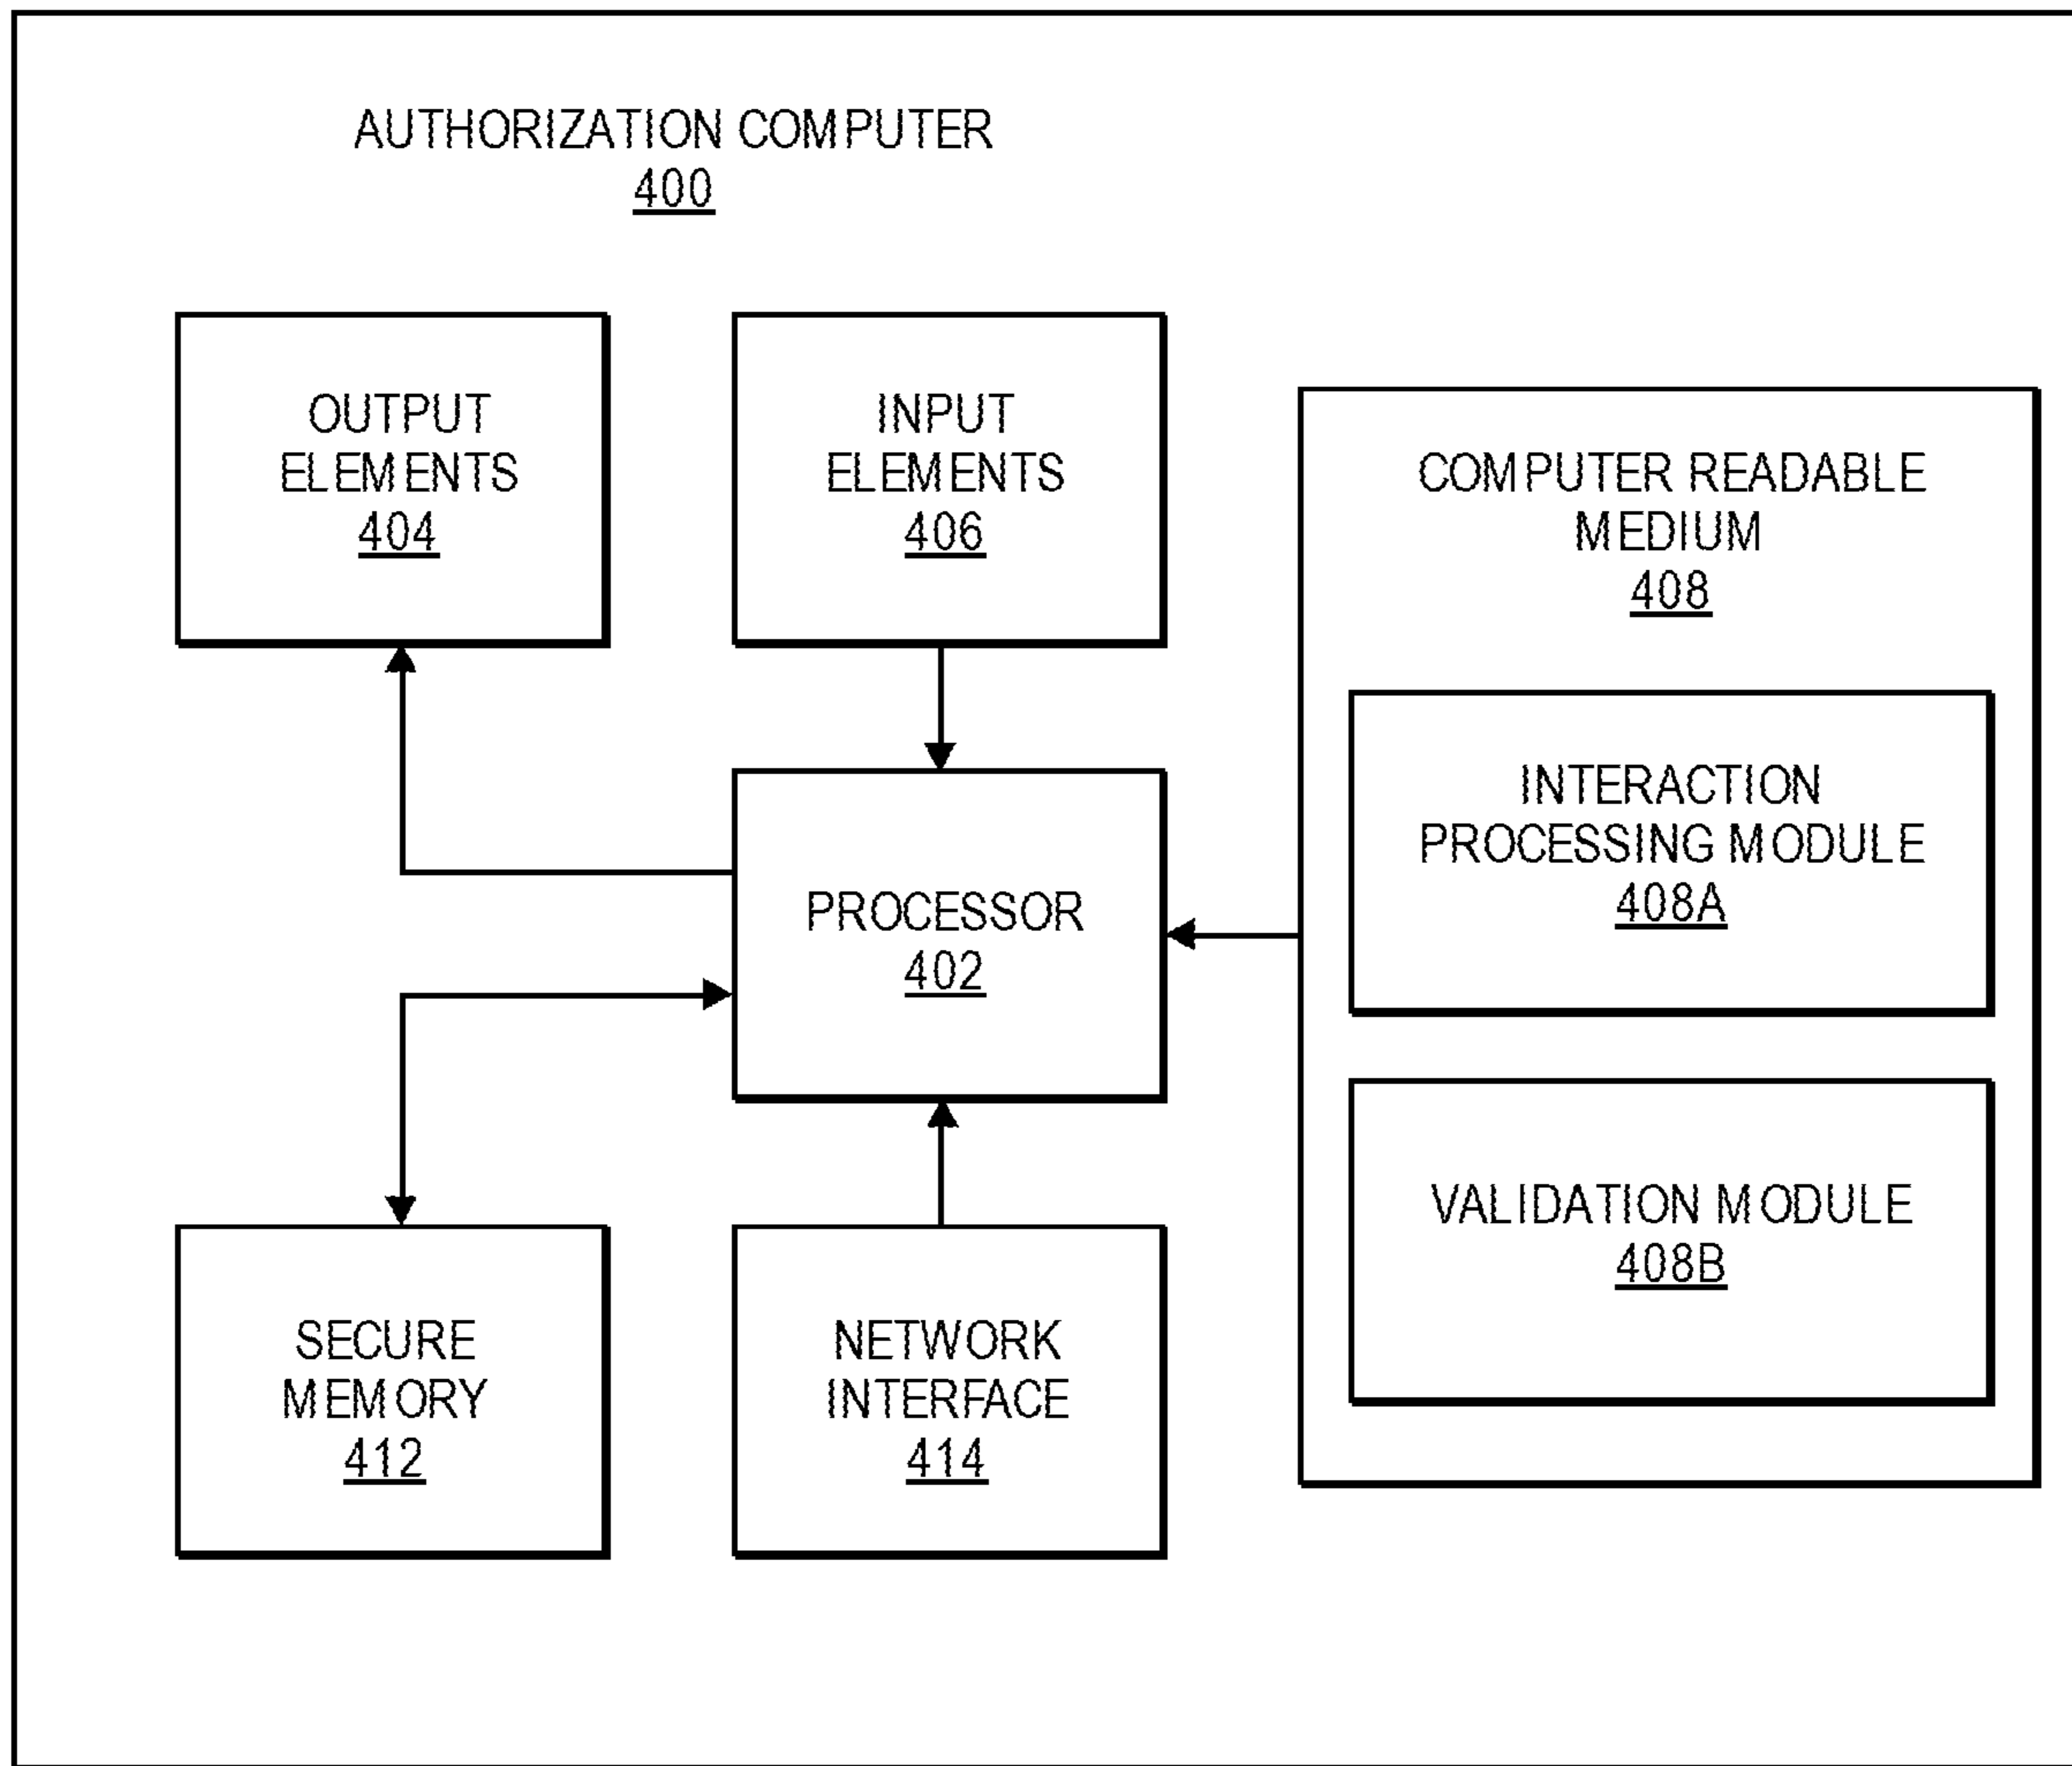 AUTHORIZATION COMPUTER
400
OUTPUT
ELEMENTS
404
INPUT
ELEMENTS
406
COMPUTER READABLE
MEDIUM
408
INTERACTION
PROCESSING MODULE
408A
PROCESSOR
402
VALIDATION MODULE
408B
SECURE
MEMORY
412
NETWORK
INTERFACE
414